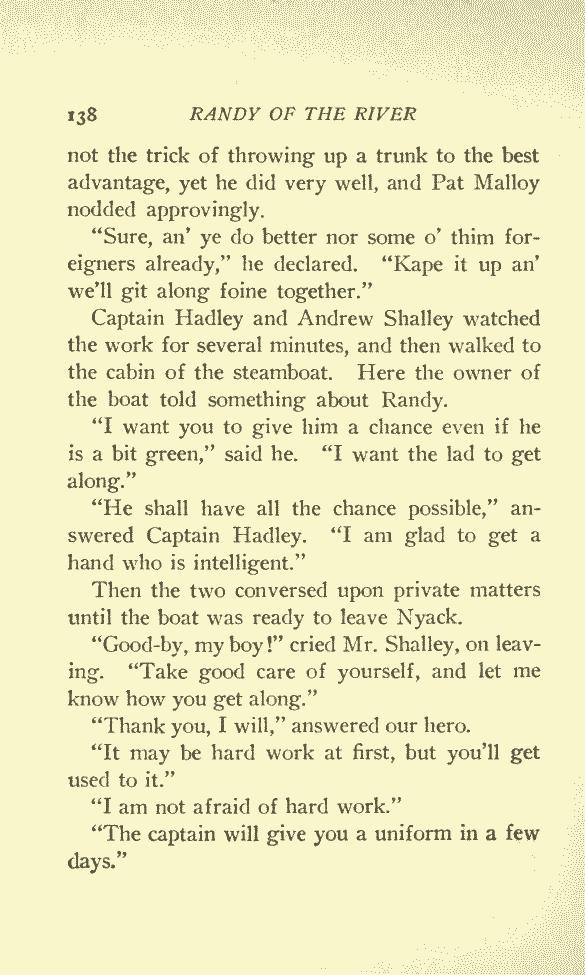 138 RANDY OF THE RIVER
not the trick of throwing up a trunk to the best
advantage, yet he did very well, and Pat Malloy
nodded approvingly.
“Sure, an’ ye do better nor some o’ thim for-
eigners already,” he declared. “Kape it up an’
we’ll git along foine together.”
Captain Hadley and Andrew Shalley watched
the work for several minutes, and then walked to
the cabin of the steamboat. Here the owner of
the boat told something about Randy.
“I want you to give him a chance even if he
is a bit green,” said he. “I want the lad to get
along.”
“He shall have all the chance possible,” an-
swered Captain Hadley. “I am glad to get a
hand who is intelligent.”
Then the two conversed upon private matters
until the boat was ready to leave Nyack.
“Good-by, my boy!” cried Mr. Shalley, on leav-
ing. “Take good care of yourself, and let me
know how you get along.”
“Thank you, I will,” answered our hero.
“It may be hard work at first, but you’ll get
used to it.”
“I am not afraid of hard work.”
“The captain will give you a uniform in a few
days.”